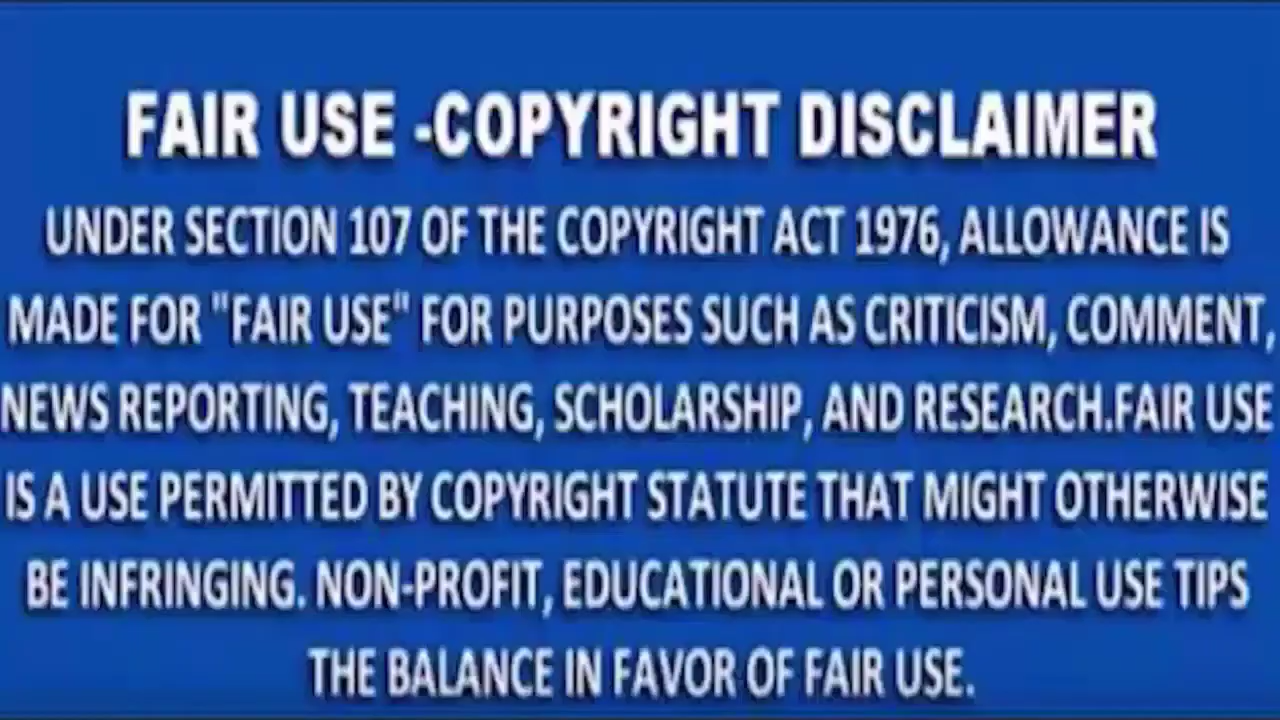 FAIR USE -COPYRIGHT DISCLAIMER
UNDER SECTION 107 OF THE COPYRIGHT ACT 1976, ALLOWANCE IS
MADE FOR "FAIR USE" FOR PURPOSES SUCH AS CRITICISM, COMMENT,
NEWS REPORTING, TEACHING, SCHOLARSHIP, AND RESEARCH.FAIR USE
IS A USE PERMITTED BY COPYRIGHT STATUTE THAT MIGHT OTHERWISE
BE INFRINGING. NON-PROFIT, EDUCATIONAL OR PERSONAL USE TIPS
THE BALANCE IN FAVOR OF FAIR USE.